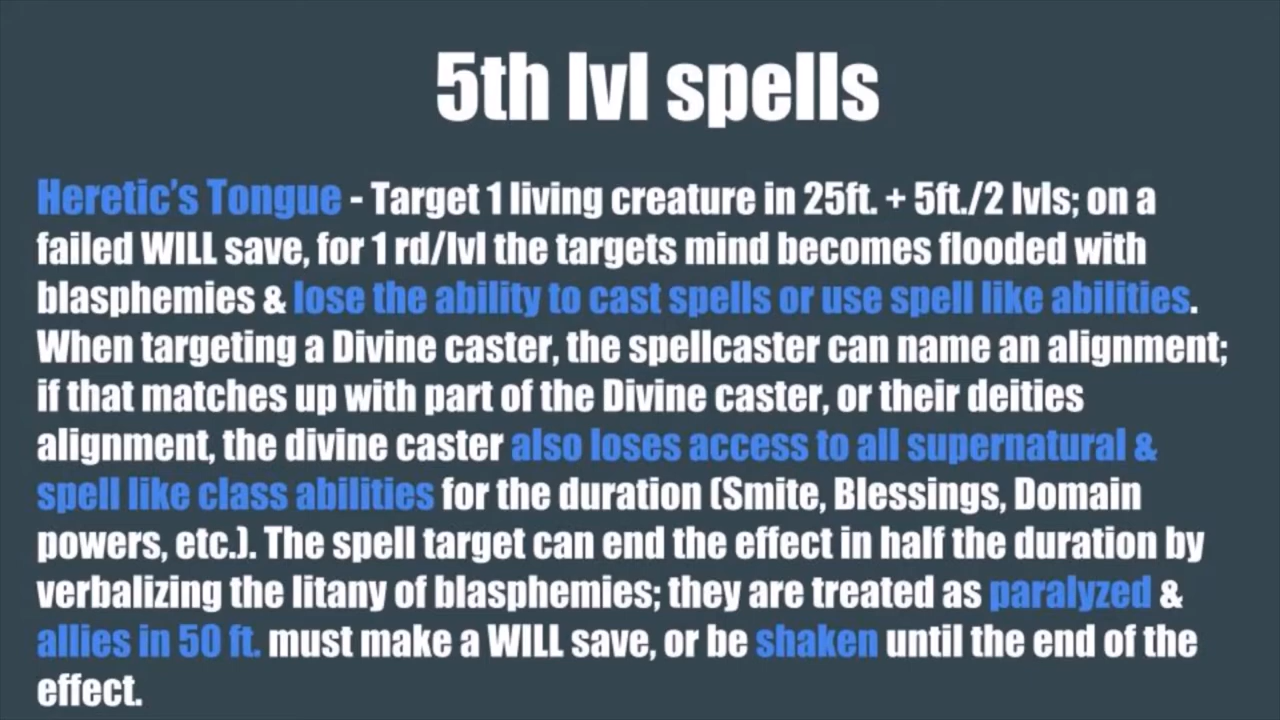 5th lvl spells
Heretic's Tongue - Target 1 living creature in 25ft. + 5ft./2 lvls; on a
failed WILL save, for 1 rd/lvl the targets mind becomes flooded with
blasphemies & lose the ability to cast spells or use spell like abilities.
When targeting a Divine caster, the spellcaster can name an alignment;
if that matches up with part of the Divine caster, or their deities
alignment, the divine caster also loses access to all supernatural &
spell like class abilities for the duration (Smite, Blessings, Domain
powers, etc.). The spell target can end the effect in half the duration by
verbalizing the litany of blasphemies; they are treated as paralyzed &
allies in 50 ft. must make a WILL save, or be shaken until the end of the
effect.